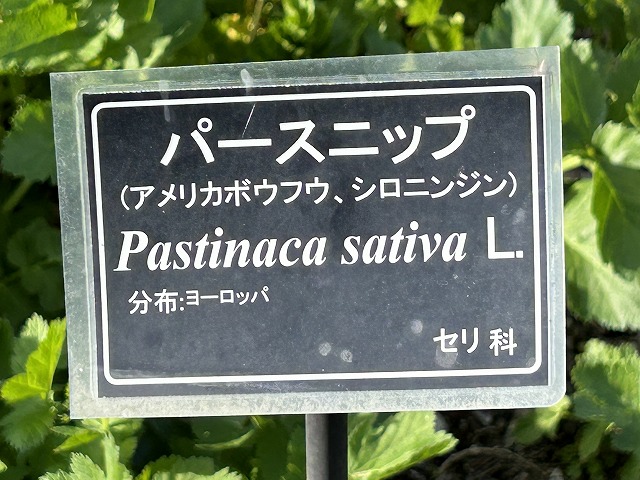 パースニップ
（アメリカボウフウ、シロニンジン）
Pastinaca sativa L.
分布:ヨーロッパ
セリ科